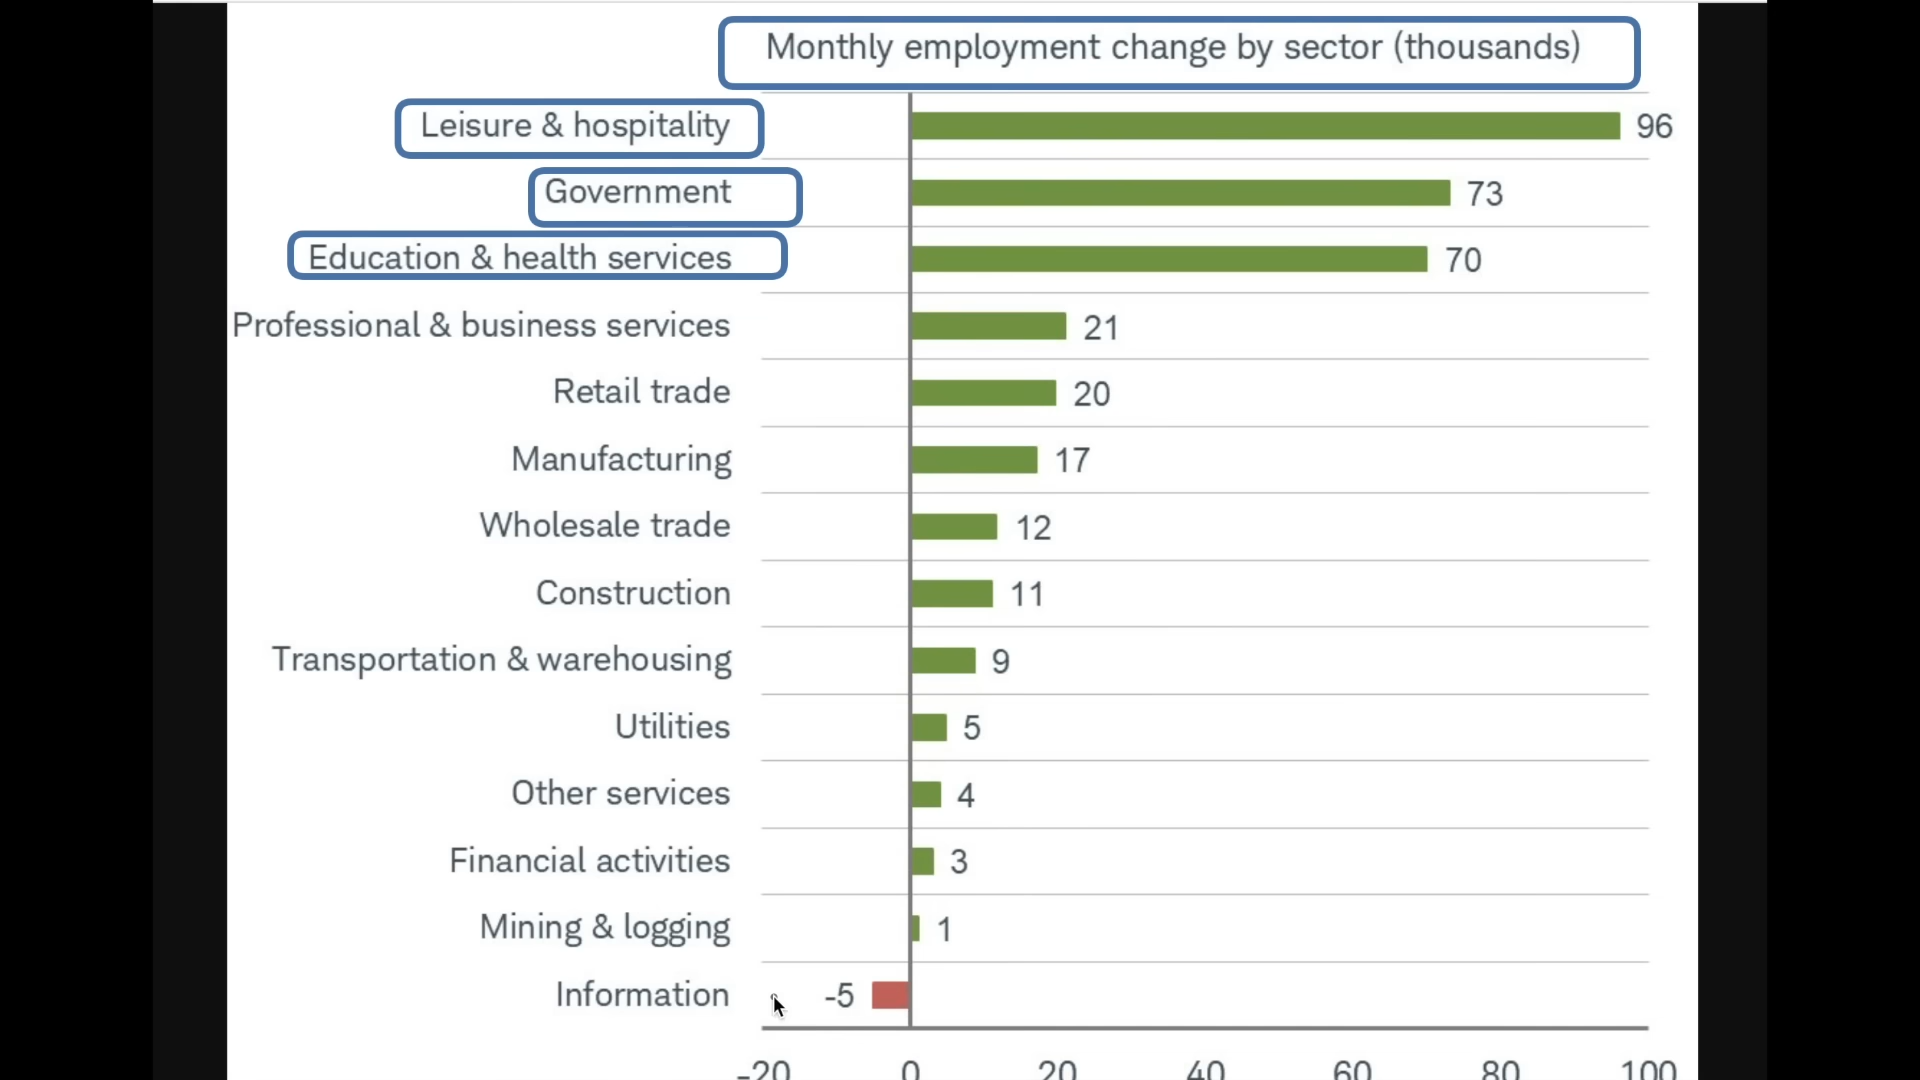 Monthly employment change by sector (thousands)
Leisure & hospitality 96
Government 73
Education & health services 70
Professional & business services 21
Retail trade 20
Manufacturing 17
Wholesale trade 12
Construction 11
Transportation & warehousing 9
Utilities 5
Other services 4
Financial activities 3
Mining & logging 1
Information -5
-20 0 20 40 60 80 100